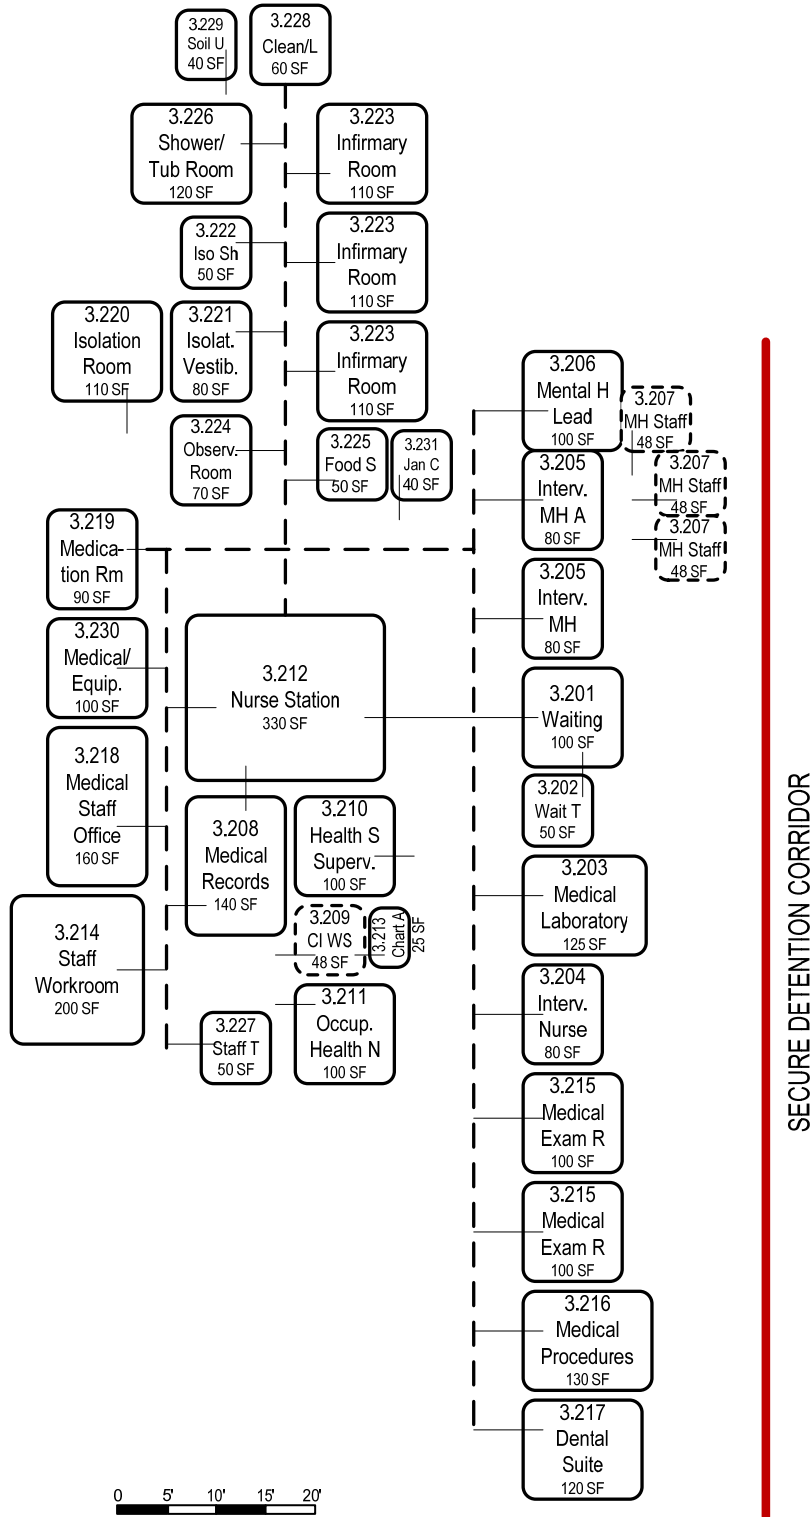 3.229
Soil U
40 SF
3.228
Clean/L
60 SF
3.226
Shower/
Tub Room
120 SF
3.223
Infirmary
Room
110 SF
3.222
Iso Sh
50 SF
3.223
Infirmary
Room
110 SF
3.220
Isolation
Room
110 SF
3.221
Isolat.
Vestib.
80 SF
3.223
Infirmary
Room
110 SF
3.224
Observ.
Room
70 SF
3.225
Food S
50 SF
3.231
Jan C
40 SF
3.206
Mental H
Lead
100 SF
3.207
MH Staff
48 SF
3.205
Interv.
MH A
80 SF
3.207
MH Staff
48 SF
3.207
MH Staff
48 SF
3.219
Medica-
tion Rm
90 SF
3.205
Interv.
MH
80 SF
3.230
Medical/
Equip.
100 SF
3.212
Nurse Station
330 SF
3.201
Waiting
100 SF
3.218
Medical
Staff
Office
160 SF
3.208
Medical
Records
140 SF
3.210
Health S
Superv.
100 SF
3.202
Wait T
50 SF
3.203
Medical
Laboratory
125 SF
3.214
Staff
Workroom
200 SF
3.209
CI WS
48 SF
3.213
Chart A
25 SF
3.227
Staff T
50 SF
3.211
Occup.
Health N
100 SF
3.204
Interv.
Nurse
80 SF
3.215
Medical
Exam R
100 SF
3.215
Medical
Exam R
100 SF
3.216
Medical
Procedures
130 SF
3.217
Dental
Suite
120 SF
SECURE DETENTION CORRIDOR
0 5' 10' 15' 20'